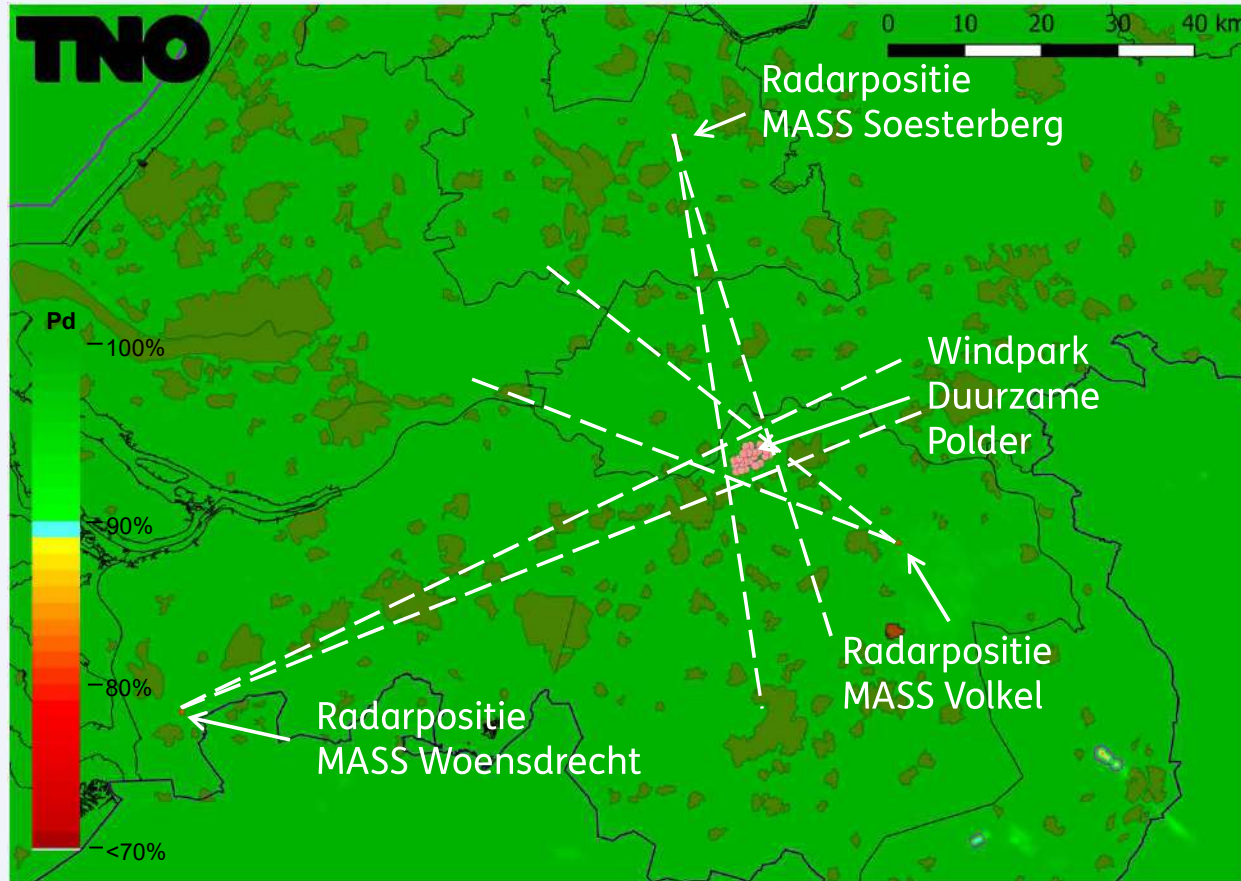 TNO
0 10 20 30 40 km
Radarpositie
MASS Soesterberg
Pd
100%
90%
80%
<70%
Windpark
Duurzame
Polder
Radarpositie
MASS Volkel
Radarpositie
MASS Woensdrecht